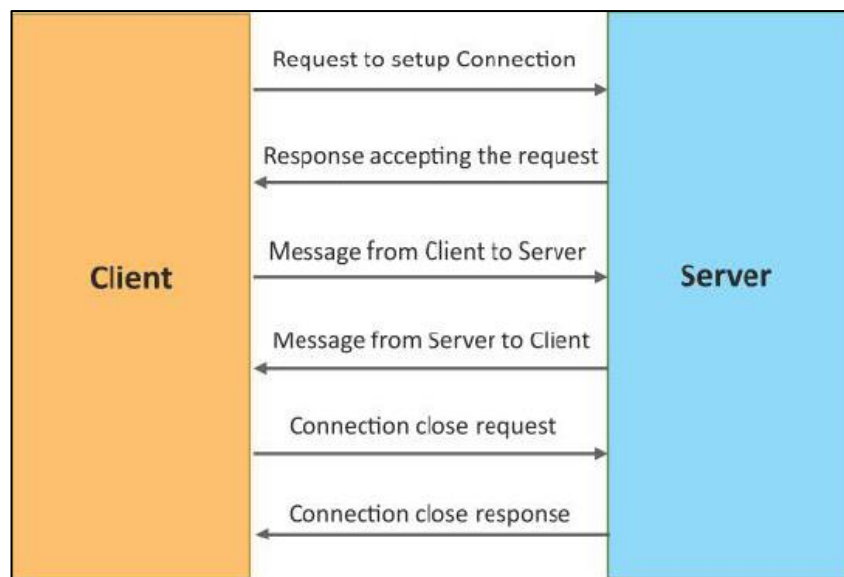 Request to setup Connection
Response accepting the request
Message from Client to Server
Client
Server
Message from Server to Client
Connection close request
Connection close response